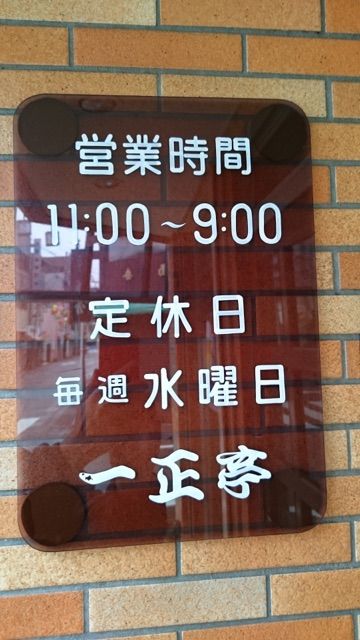 営業時間
11:00～9:00
定休日
毎週水曜日
一正亭